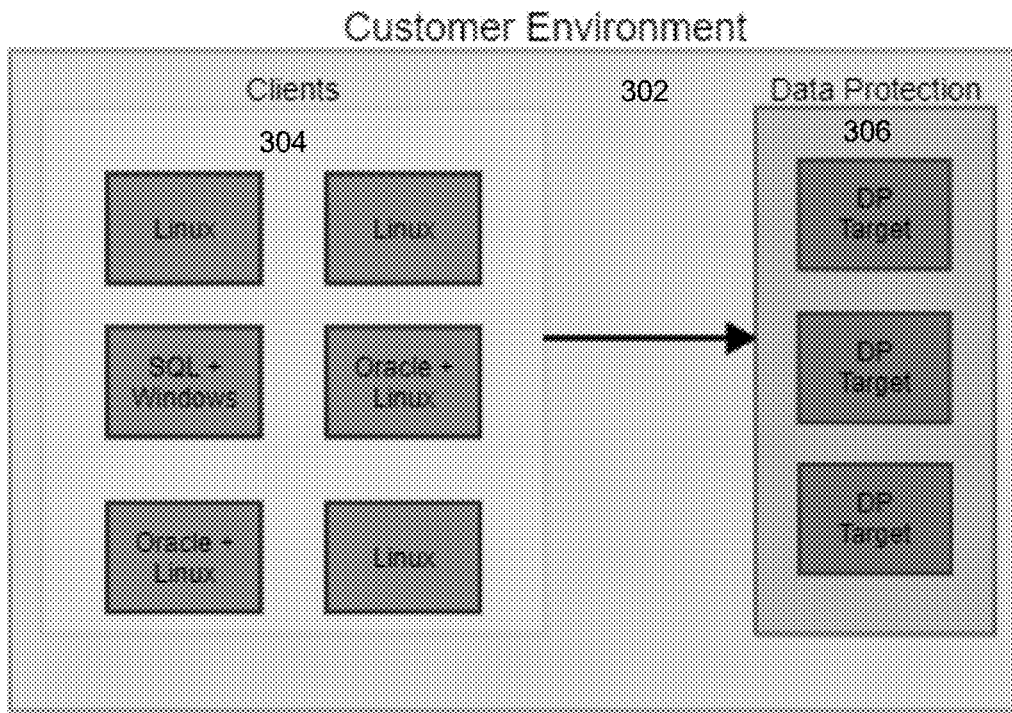 Customer Environment
Clients
302
Data Protection
304
306
Linux
Linux
DP
Target
SQL +
Windows
Oracle +
Linux
DP
Target
Oracle +
Linux
Linux
DP
Target